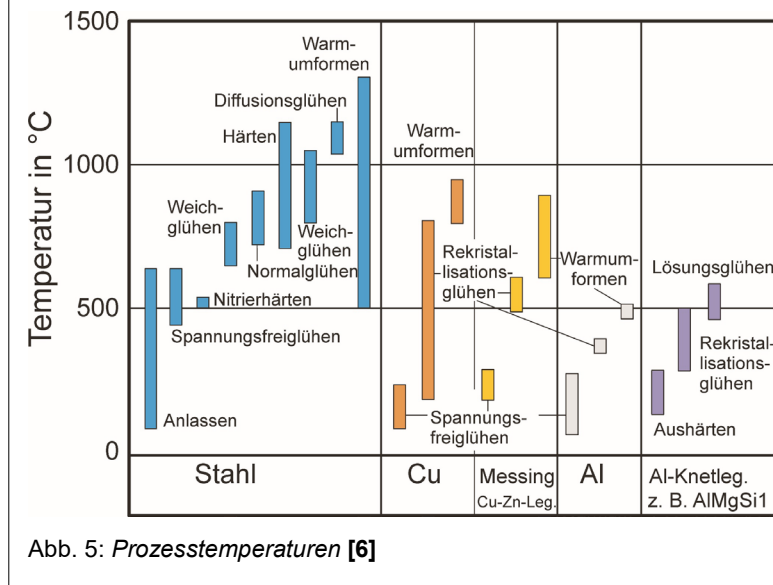 1500
1000
500
0
Temperatur in °C
Warm-
umformen
Diffusionsglühen
Härten
Weich-
glühen
Weich-
glühen
Normalglühen
Nitrierhärten
Spannungsfreiglühen
Anlassen
Warm-
umformen
Rekristal-
lisations-
glühen
Warmum-
formen
Spannungs-
freiglühen
Lösungsglühen
Rekristal-
lisations-
glühen
Aushärten
Stahl
Cu
Messing
Cu-Zn-Leg.
Al
Al-Knetleg.
z. B. AlMgSi1
Abb. 5: Prozesstemperaturen [6]